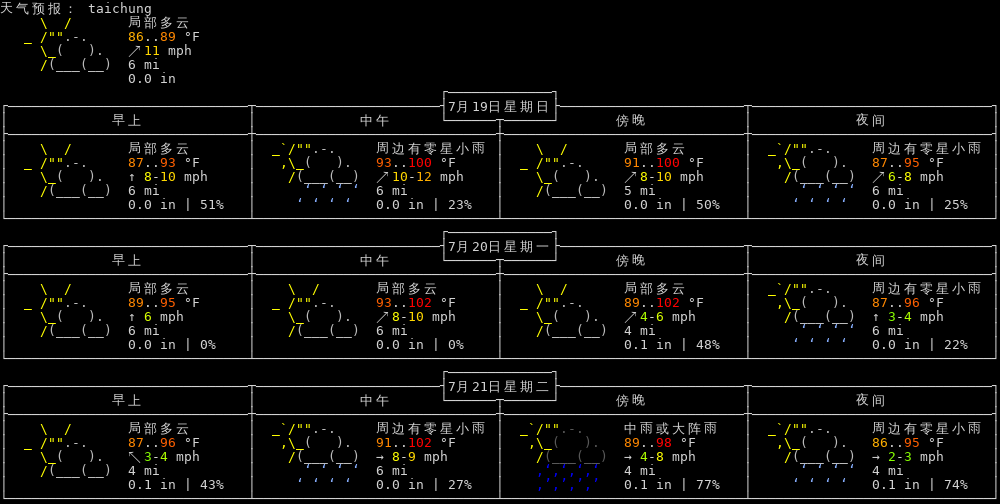 天气预报： taichung
局部多云
86..89 °F
↗11 mph
6 mi
0.0 in
7月19日星期日
早上 中午 傍晚 夜间
局部多云 周边有零星小雨 局部多云 周边有零星小雨
87..93 °F 93..100 °F 91..100 °F 87..95 °F
↑ 8-10 mph ↗10-12 mph ↗8-10 mph ↗6-8 mph
6 mi 6 mi 5 mi 6 mi
0.0 in | 51% 0.0 in | 23% 0.0 in | 50% 0.0 in | 25%
7月20日星期一
早上 中午 傍晚 夜间
局部多云 局部多云 局部多云 周边有零星小雨
89..95 °F 93..102 °F 89..102 °F 87..96 °F
↑ 6 mph ↗8-10 mph ↗4-6 mph ↑ 3-4 mph
6 mi 6 mi 4 mi 6 mi
0.0 in | 0% 0.0 in | 0% 0.1 in | 48% 0.0 in | 22%
7月21日星期二
早上 中午 傍晚 夜间
局部多云 周边有零星小雨 中雨或大阵雨 周边有零星小雨
87..96 °F 91..102 °F 89..98 °F 86..95 °F
↖3-4 mph → 8-9 mph → 4-8 mph → 2-3 mph
4 mi 6 mi 4 mi 4 mi
0.1 in | 43% 0.0 in | 27% 0.1 in | 77% 0.1 in | 74%